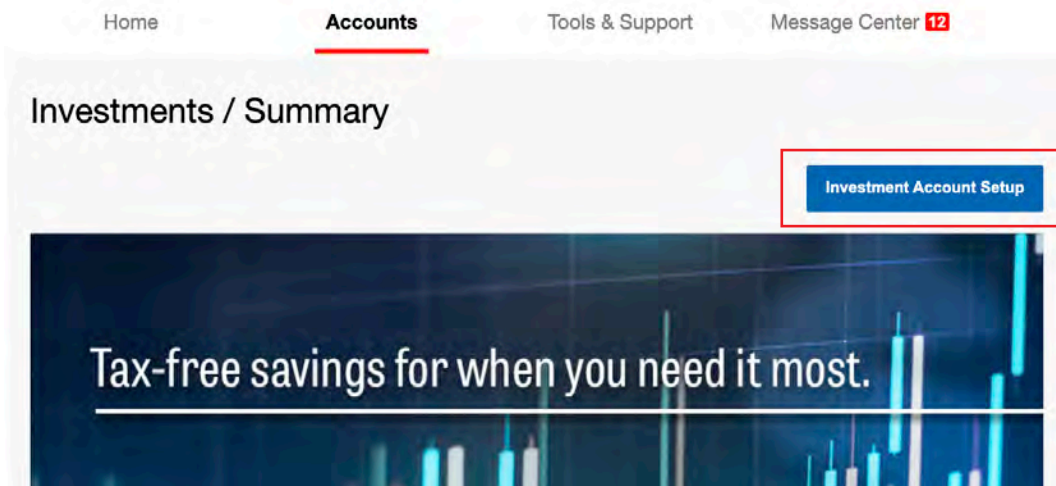 Home Accounts Tools & Support Message Center 12
Investments / Summary
Investment Account Setup
Tax-free savings for when you need it most.